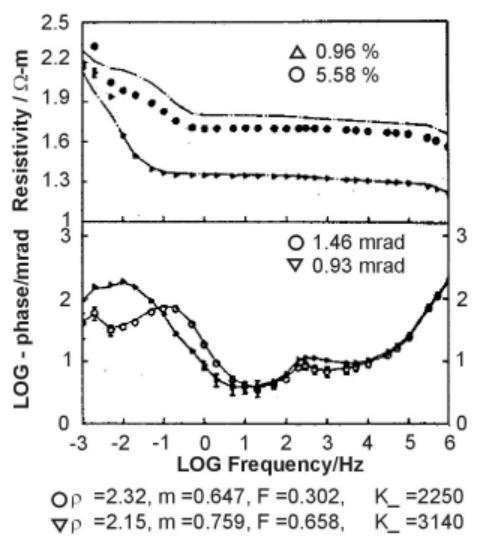 2.5
2.2
1.9
1.6
1.3
1
Resistivity / Ω-m
△ 0.96 %
○ 5.58 %
3
2
1
0
LOG - phase/mrad
○ 1.46 mrad
▽ 0.93 mrad
3
2
1
0
-3 -2 -1 0 1 2 3 4 5 6
LOG Frequency/Hz
○ρ =2.32, m =0.647, F =0.302, K_ =2250
▽ρ =2.15, m =0.759, F =0.658, K_ =3140